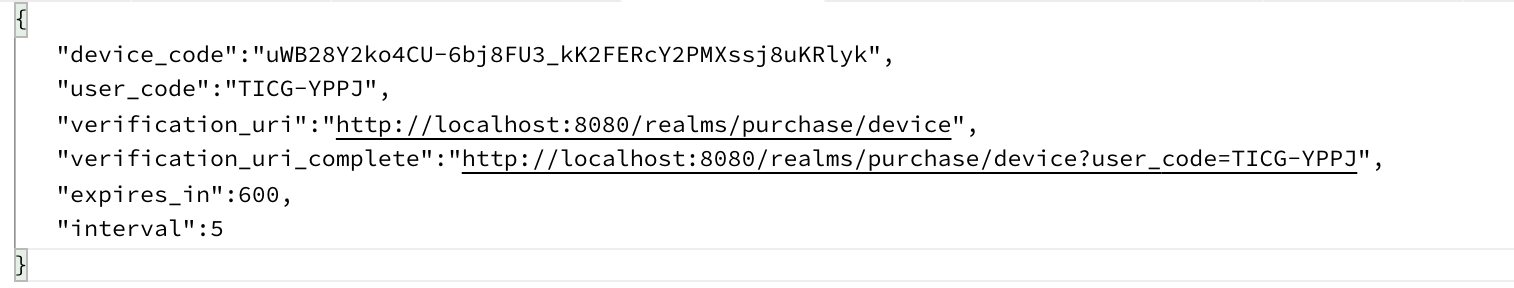 {
"device_code":"uWB28Y2ko4CU-6bj8FU3_kK2FERcY2PMXssj8uKRlyk",
"user_code":"TICG-YPPJ",
"verification_uri":"http://localhost:8080/realms/purchase/device",
"verification_uri_complete":"http://localhost:8080/realms/purchase/device?user_code=TICG-YPPJ",
"expires_in":600,
"interval":5
}